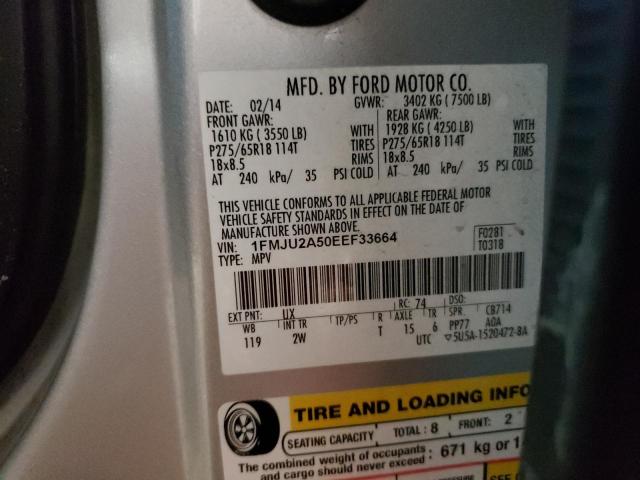 MFD. BY FORD MOTOR CO.
DATE: 02/14 GVWR: 3402 KG ( 7500 LB)
FRONT GAWR: REAR GAWR:
1610 KG ( 3550 LB) WITH 1928 KG ( 4250 LB) WITH
P275/65R18 114T TIRES P275/65R18 114T TIRES
18x8.5 RIMS 18x8.5 RIMS
AT 240 kPa/ 35 PSI COLD AT 240 kPa/ 35 PSI COLD
THIS VEHICLE CONFORMS TO ALL APPLICABLE FEDERAL MOTOR
VEHICLE SAFETY STANDARDS IN EFFECT ON THE DATE OF
MANUFACTURE SHOWN ABOVE.
VIN: 1FMJU2A50EEF33664 F0281
TYPE: MPV T0318
EXT PNT: UX RC: 74 DSO:
WB INT TR TP/PS R AXLE TR SPR. CB714
119 2W T 15 6 PP77 AOA
UTC 5U5A-1520472-8A
TIRE AND LOADING INFO
SEATING CAPACITY TOTAL: 8 FRONT: 2
The combined weight of occupants
and cargo should never exceed : 671 kg or 1